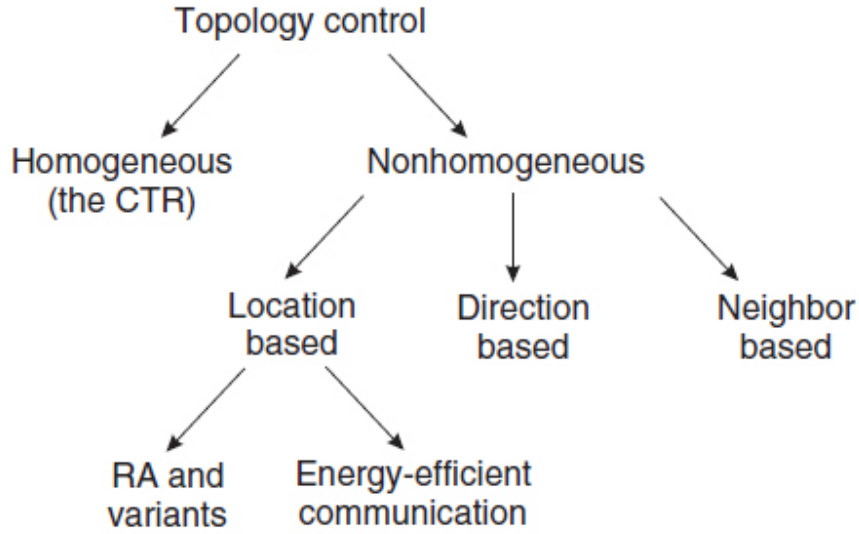 Topology control
Homogeneous
(the CTR)
Nonhomogeneous
Location
based
Direction
based
Neighbor
based
RA and
variants
Energy-efficient
communication